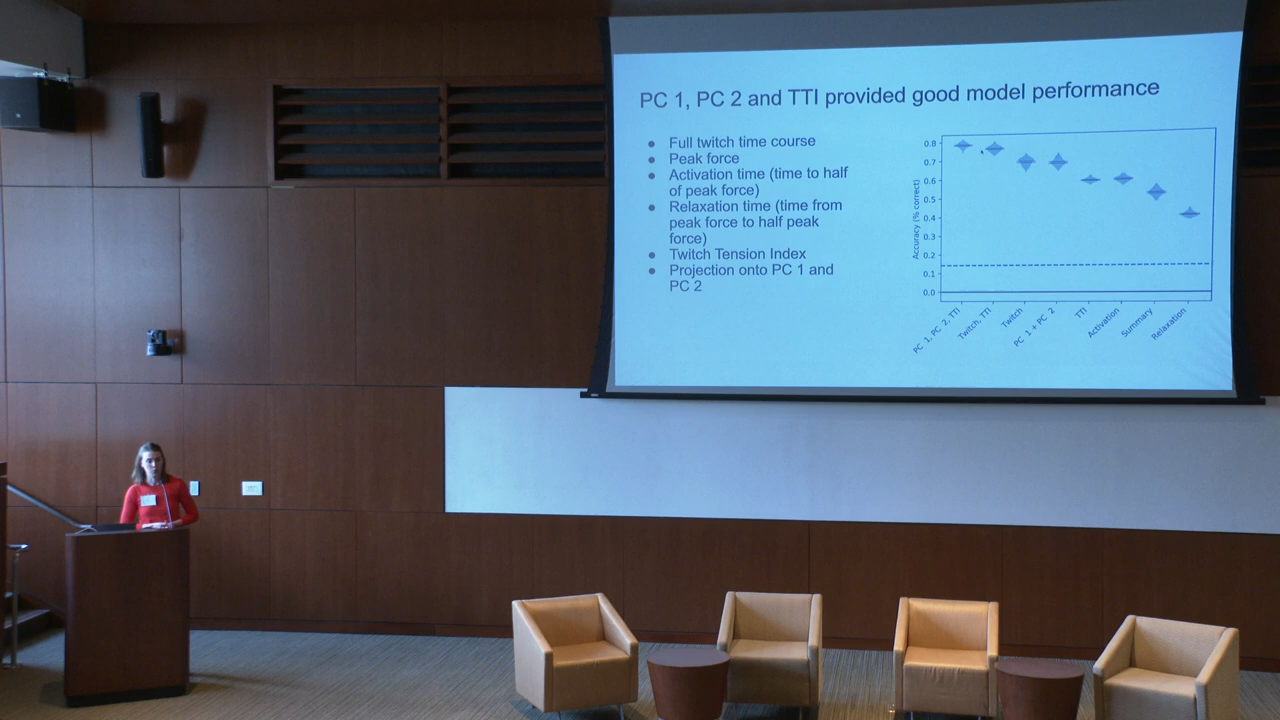 PC 1, PC 2 and TTI provided good model performance
● Full twitch time course
● Peak force
● Activation time (time to half
of peak force)
● Relaxation time (time from
peak force to half peak
force)
● Twitch Tension Index
● Projection onto PC 1 and
PC 2
Accuracy (% correct)
0.8
0.7
0.6
0.5
0.4
0.3
0.2
0.1
0.0
PC 1, PC 2, TTI
Twitch, TTI
Twitch
PC 1 + PC 2
TTI
Activation
Summary
Relaxation